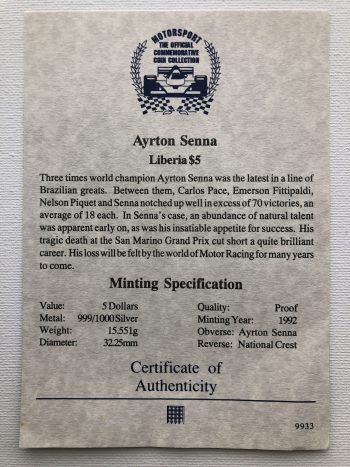 MOTORSPORT
THE OFFICIAL
COMMEMORATIVE
COIN COLLECTION
Ayrton Senna
Liberia $5
Three times world champion Ayrton Senna was the latest in a line of
Brazilian greats. Between them, Carlos Pace, Emerson Fittipaldi,
Nelson Piquet and Senna notched up well in excess of 70 victories, an
average of 18 each. In Senna's case, an abundance of natural talent
was apparent early on, as was his insatiable appetite for success. His
tragic death at the San Marino Grand Prix cut short a quite brilliant
career. His loss will be felt by the world of Motor Racing for many years
to come.
Minting Specification
Value: 5 Dollars Quality: Proof
Metal: 999/1000 Silver Minting Year: 1992
Weight: 15.551g Obverse: Ayrton Senna
Diameter: 32.25mm Reverse: National Crest
Certificate of
Authenticity
9933